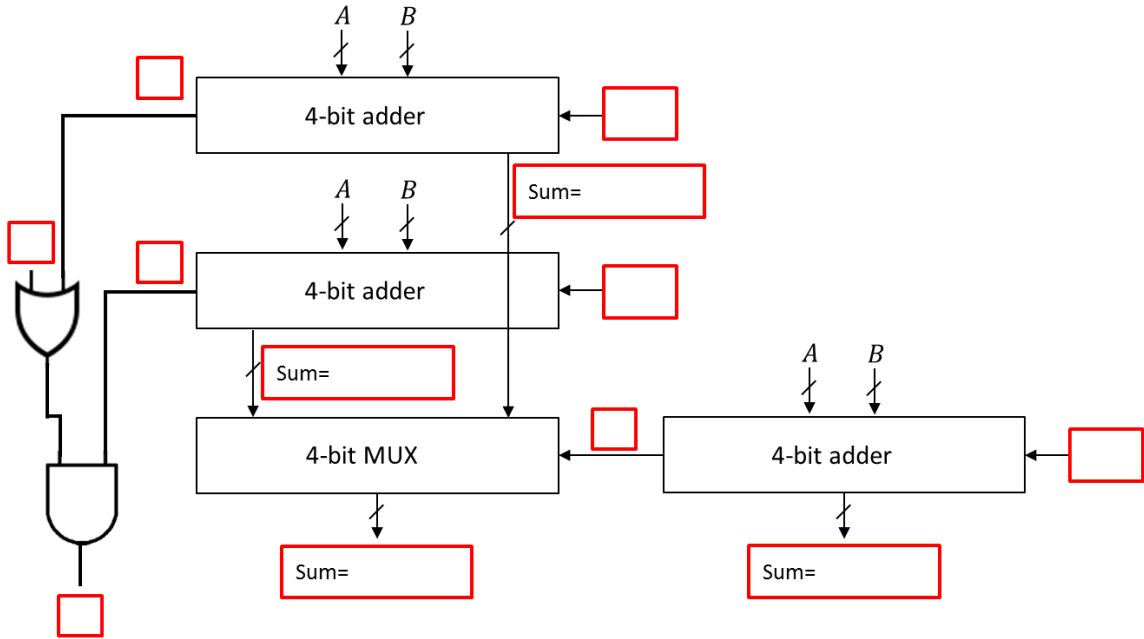 A B
4-bit adder
Sum=
A B
4-bit adder
Sum=
A B
4-bit MUX
4-bit adder
Sum=
Sum=